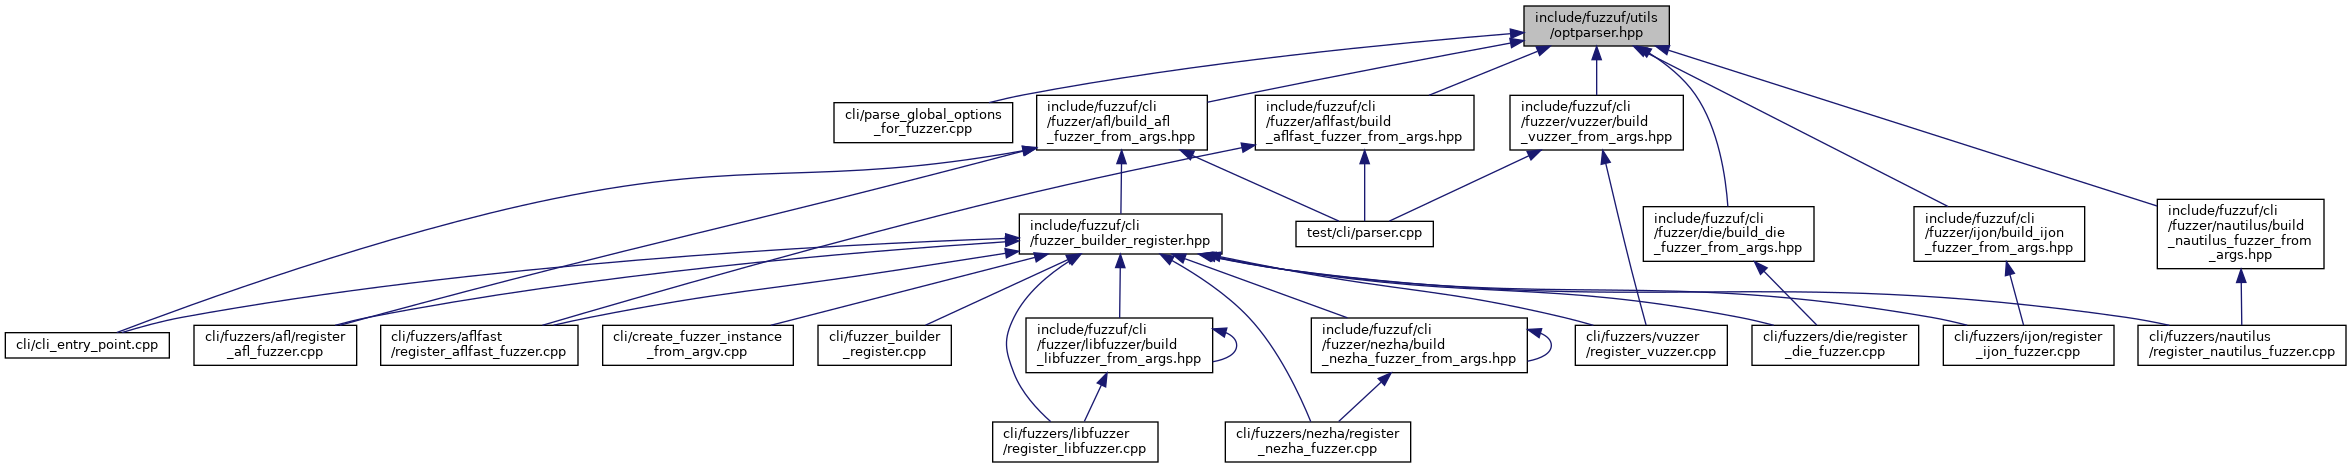 include/fuzzuf/utils
/optparser.hpp
cli/parse_global_options
_for_fuzzer.cpp
include/fuzzuf/cli
/fuzzer/afl/build_afl
_fuzzer_from_args.hpp
include/fuzzuf/cli
/fuzzer/aflfast/build
_aflfast_fuzzer_from_args.hpp
include/fuzzuf/cli
/fuzzer/vuzzer/build
_vuzzer_from_args.hpp
include/fuzzuf/cli
/fuzzer_builder_register.hpp
test/cli/parser.cpp
include/fuzzuf/cli
/fuzzer/die/build_die
_fuzzer_from_args.hpp
include/fuzzuf/cli
/fuzzer/ijon/build_ijon
_fuzzer_from_args.hpp
include/fuzzuf/cli
/fuzzer/nautilus/build
_nautilus_fuzzer_from
_args.hpp
cli/cli_entry_point.cpp
cli/fuzzers/afl/register
_afl_fuzzer.cpp
cli/fuzzers/aflfast
/register_aflfast_fuzzer.cpp
cli/create_fuzzer_instance
_from_argv.cpp
cli/fuzzer_builder
_register.cpp
include/fuzzuf/cli
/fuzzer/libfuzzer/build
_libfuzzer_from_args.hpp
include/fuzzuf/cli
/fuzzer/nezha/build
_nezha_fuzzer_from_args.hpp
cli/fuzzers/vuzzer
/register_vuzzer.cpp
cli/fuzzers/die/register
_die_fuzzer.cpp
cli/fuzzers/ijon/register
_ijon_fuzzer.cpp
cli/fuzzers/nautilus
/register_nautilus_fuzzer.cpp
cli/fuzzers/libfuzzer
/register_libfuzzer.cpp
cli/fuzzers/nezha/register
_nezha_fuzzer.cpp